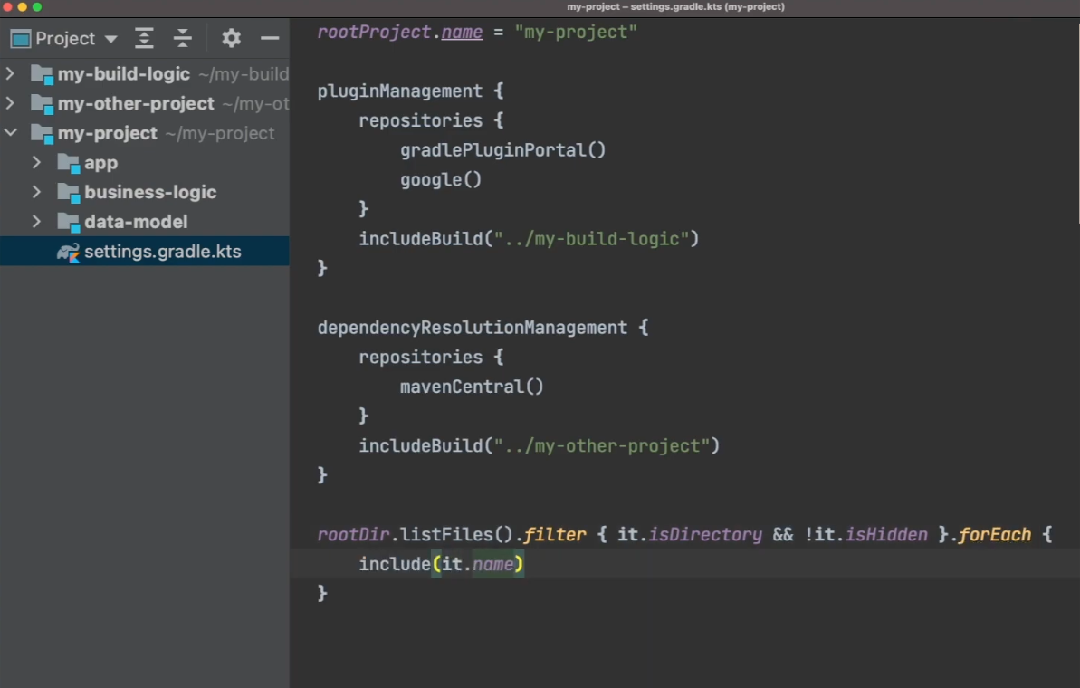 my-project – settings.gradle.kts (my-project)
Project
my-build-logic ~/my-build
my-other-project ~/my-ot
my-project ~/my-project
app
business-logic
data-model
settings.gradle.kts
rootProject.name = "my-project"
pluginManagement {
repositories {
gradlePluginPortal()
google()
}
includeBuild("../my-build-logic")
}
dependencyResolutionManagement {
repositories {
mavenCentral()
}
includeBuild("../my-other-project")
}
rootDir.listFiles().filter { it.isDirectory && !it.isHidden }.forEach {
include(it.name)
}